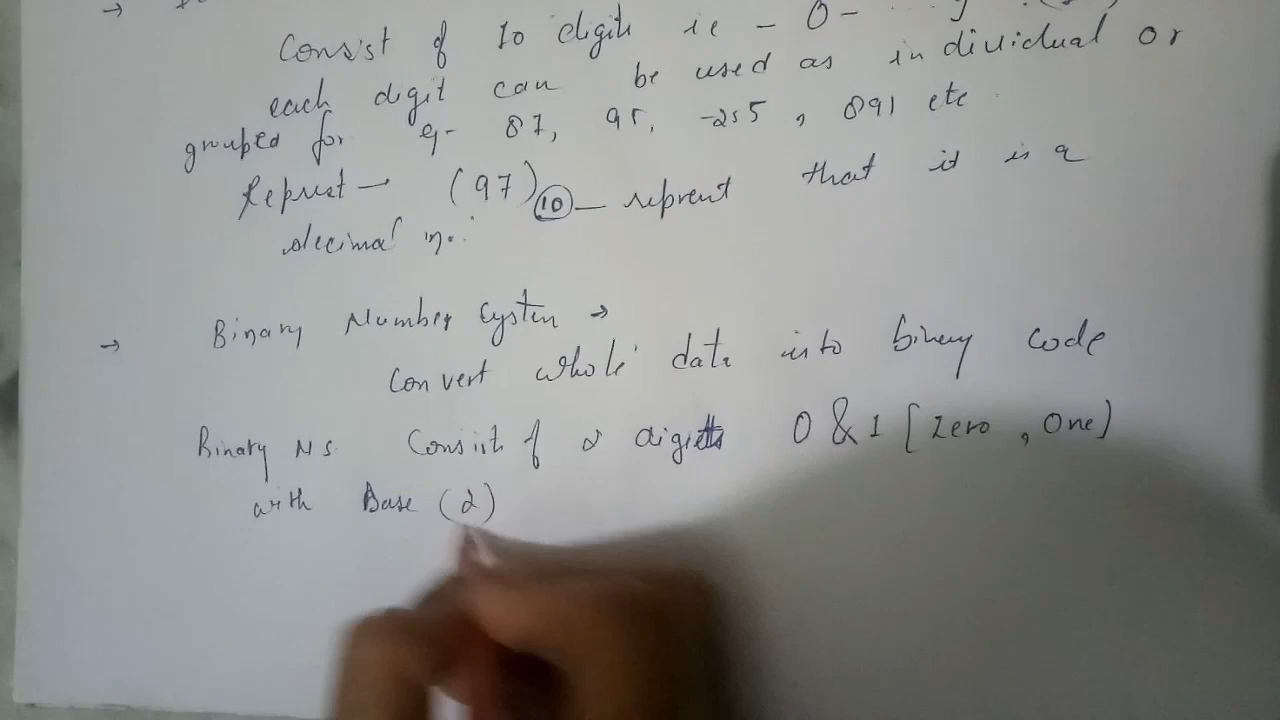 Consist of 10 digits ie - 0 -
each digit can be used as individual or
grouped for eg- 87, 95, -255, 891 etc
Represt → (97)10 — reprent that it is a
decimal no.
→ Binary Number System →
Convert whole data into binary code
Binary N S. Consist of 2 digits 0 & 1 [Zero, One)
with Base (2)